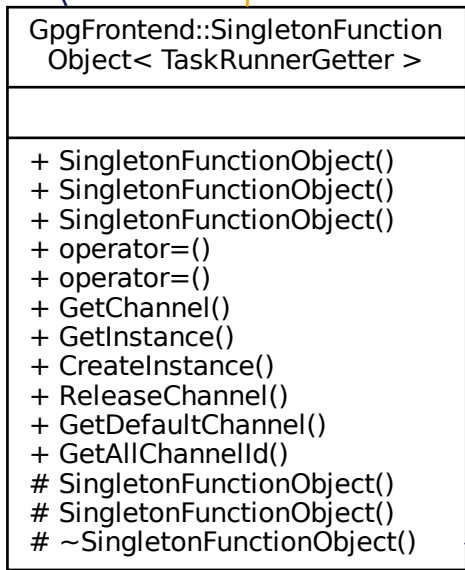 GpgFrontend::SingletonFunction
Object< TaskRunnerGetter >
+ SingletonFunctionObject()
+ SingletonFunctionObject()
+ SingletonFunctionObject()
+ operator=()
+ operator=()
+ GetChannel()
+ GetInstance()
+ CreateInstance()
+ ReleaseChannel()
+ GetDefaultChannel()
+ GetAllChannelId()
# SingletonFunctionObject()
# SingletonFunctionObject()
# ~SingletonFunctionObject()